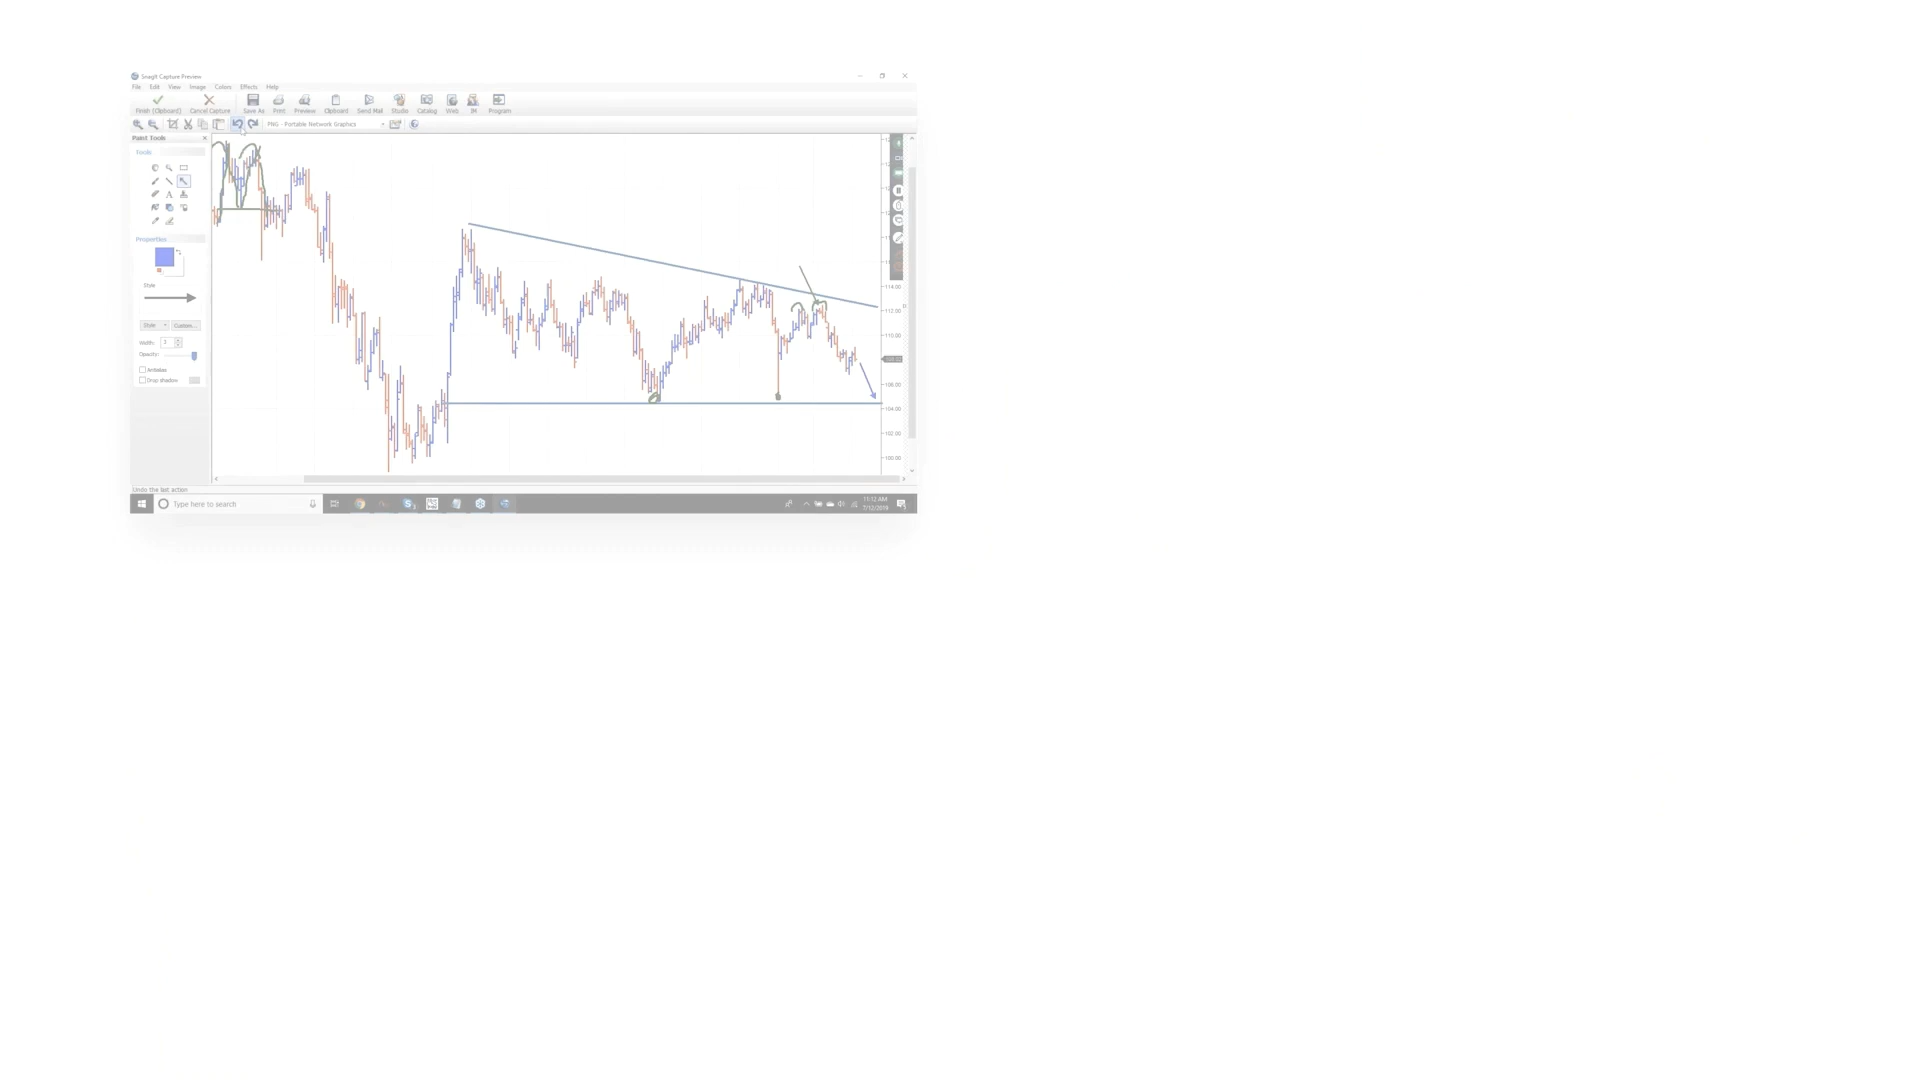 SnagIt Capture Preview
File Edit View Image Colors Effects Help
Finish (Clipboard) Cancel Capture Save As Print Preview Clipboard Send Mail Studio Catalog Web IM Program
PNG - Portable Network Graphics
Paint Tools
Tools
Properties
Style
Style Custom...
Width: 3
Opacity:
Antialias
Drop shadow
114.00
112.00
110.00
106.00
104.00
102.00
100.00
Undo the last action
Type here to search
11:12 AM
7/12/2018